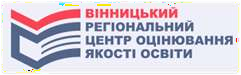 ВІННИЦЬКИЙ
РЕГІОНАЛЬНИЙ
ЦЕНТР ОЦІНЮВАННЯ
ЯКОСТІ ОСВІТИ